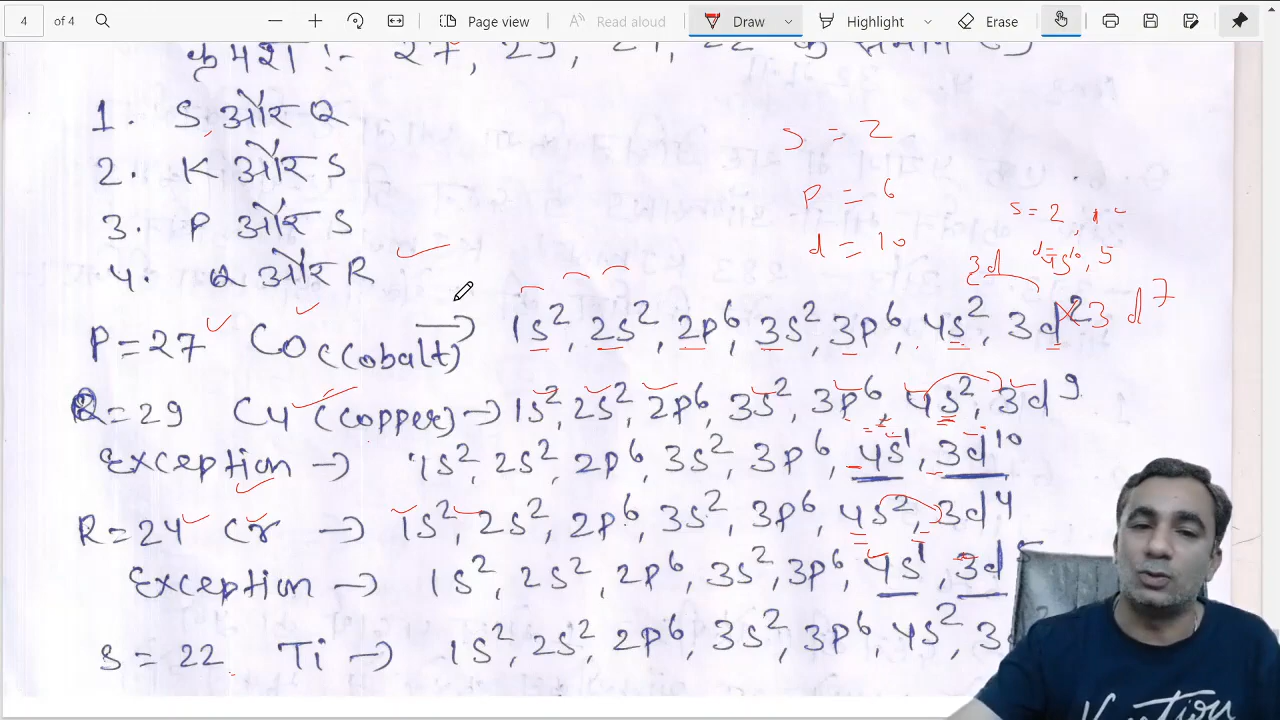 4 of 4 Page view Read aloud Draw Highlight Erase
क्रमशः :- 27, 29, 24, 22 के समान है
1. S और Q
2. K और S
3. P और S
4. Q और R
S = 2
P = 6
d = 10
S = 2
3d
3d7
P = 27 Co (Cobalt) → 1s2, 2s2, 2p6, 3s2, 3p6, 4s2, 3d2
Q = 29 Cu (Copper) → 1s2, 2s2, 2p6, 3s2, 3p6, 4s2, 3d9
Exception → 1s2, 2s2, 2p6, 3s2, 3p6, 4s1, 3d10
R = 24 Cr → 1s2, 2s2, 2p6, 3s2, 3p6, 4s2, 3d4
Exception → 1s2, 2s2, 2p6, 3s2, 3p6, 4s1, 3d
S = 22 Ti → 1s2, 2s2, 2p6, 3s2, 3p6, 4s2, 3